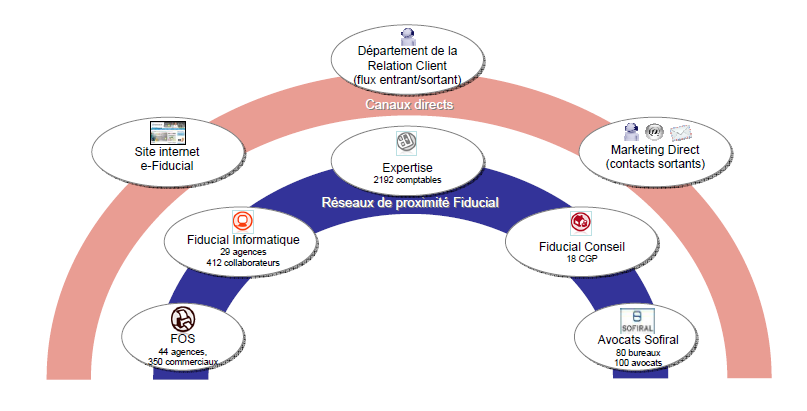 Département de la
Relation Client
(flux entrant/sortant)
Canaux directs
Site internet
e-Fiducial
Marketing Direct
(contacts sortants)
Expertise
2192 comptables
Réseaux de proximité Fiducial
Fiducial Informatique
29 agences
412 collaborateurs
Fiducial Conseil
18 CGP
FOS
44 agences,
350 commerciaux
SOFIRAL
Avocats Sofiral
80 bureaux
100 avocats